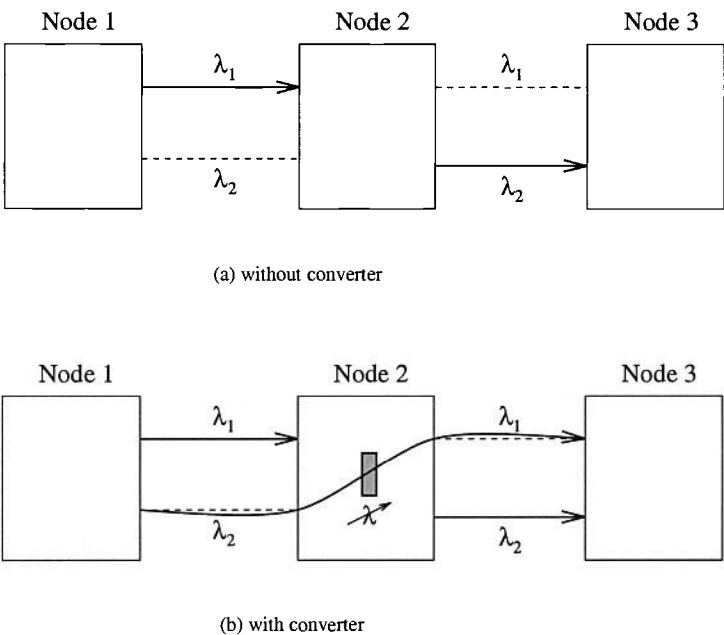 Node 1 Node 2 Node 3
λ1 λ1
λ2 λ2
(a) without converter
Node 1 Node 2 Node 3
λ1 λ1
λ
λ2 λ2
(b) with converter